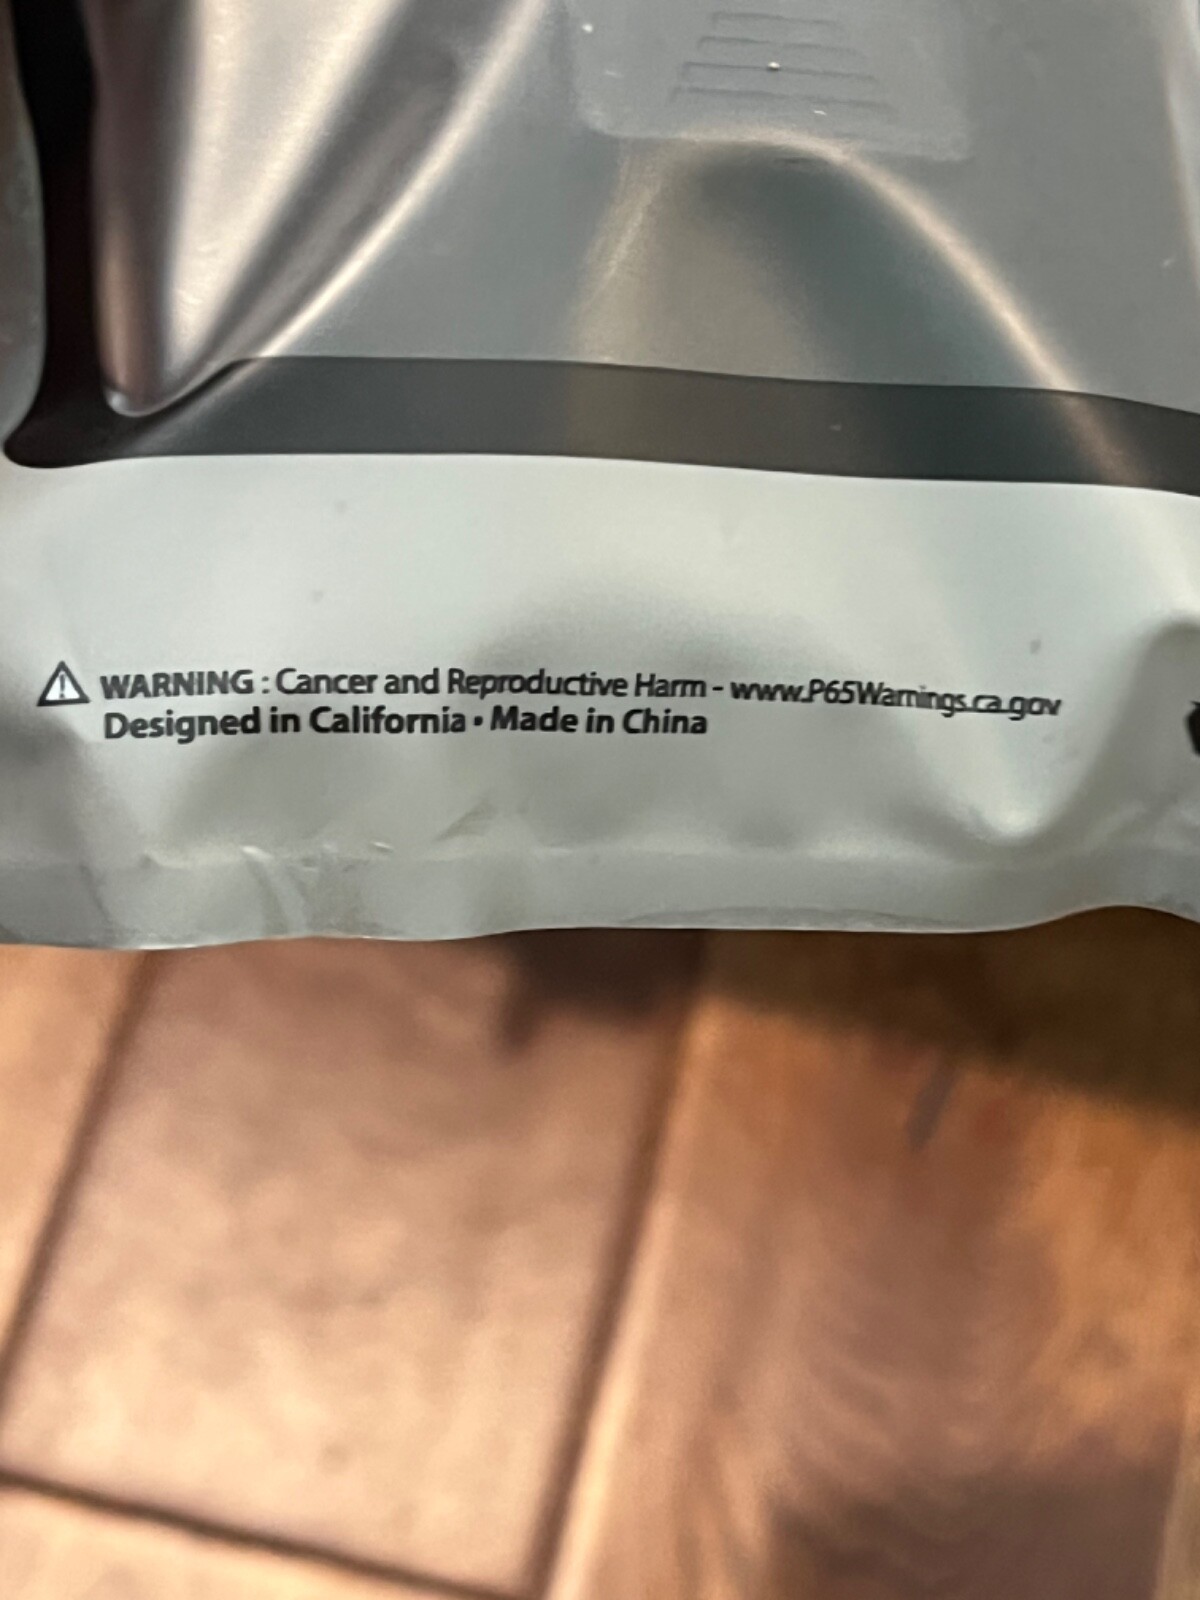 WARNING : Cancer and Reproductive Harm - www.P65Warnings.ca.gov
Designed in California • Made in China